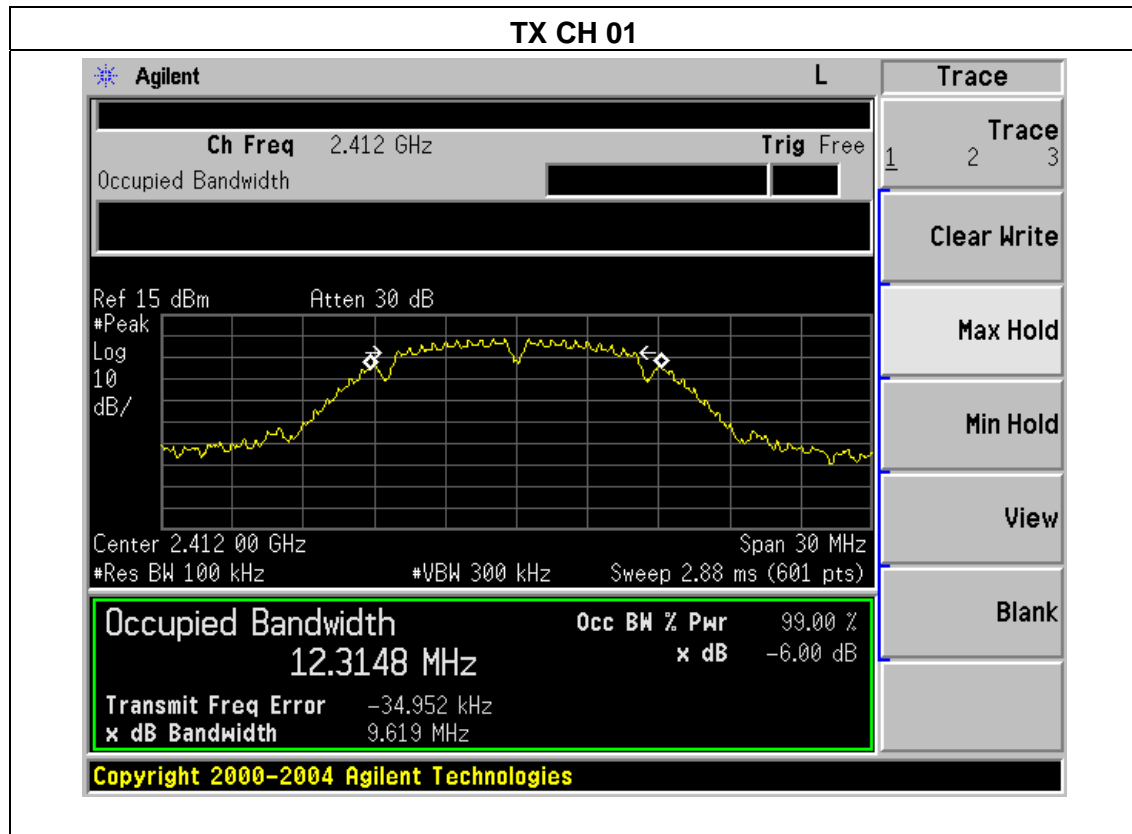 TX CH 01
Agilent L Trace
Ch Freq 2.412 GHz Trig Free
Occupied Bandwidth
Trace
1 2 3
Clear Write
Ref 15 dBm Atten 30 dB
#Peak
Log
10
dB/
Max Hold
Min Hold
View
Center 2.412 00 GHz Span 30 MHz
#Res BW 100 kHz #VBW 300 kHz Sweep 2.88 ms (601 pts)
Blank
Occupied Bandwidth Occ BW % Pwr 99.00 %
12.3148 MHz x dB -6.00 dB
Transmit Freq Error -34.952 kHz
x dB Bandwidth 9.619 MHz
Copyright 2000-2004 Agilent Technologies